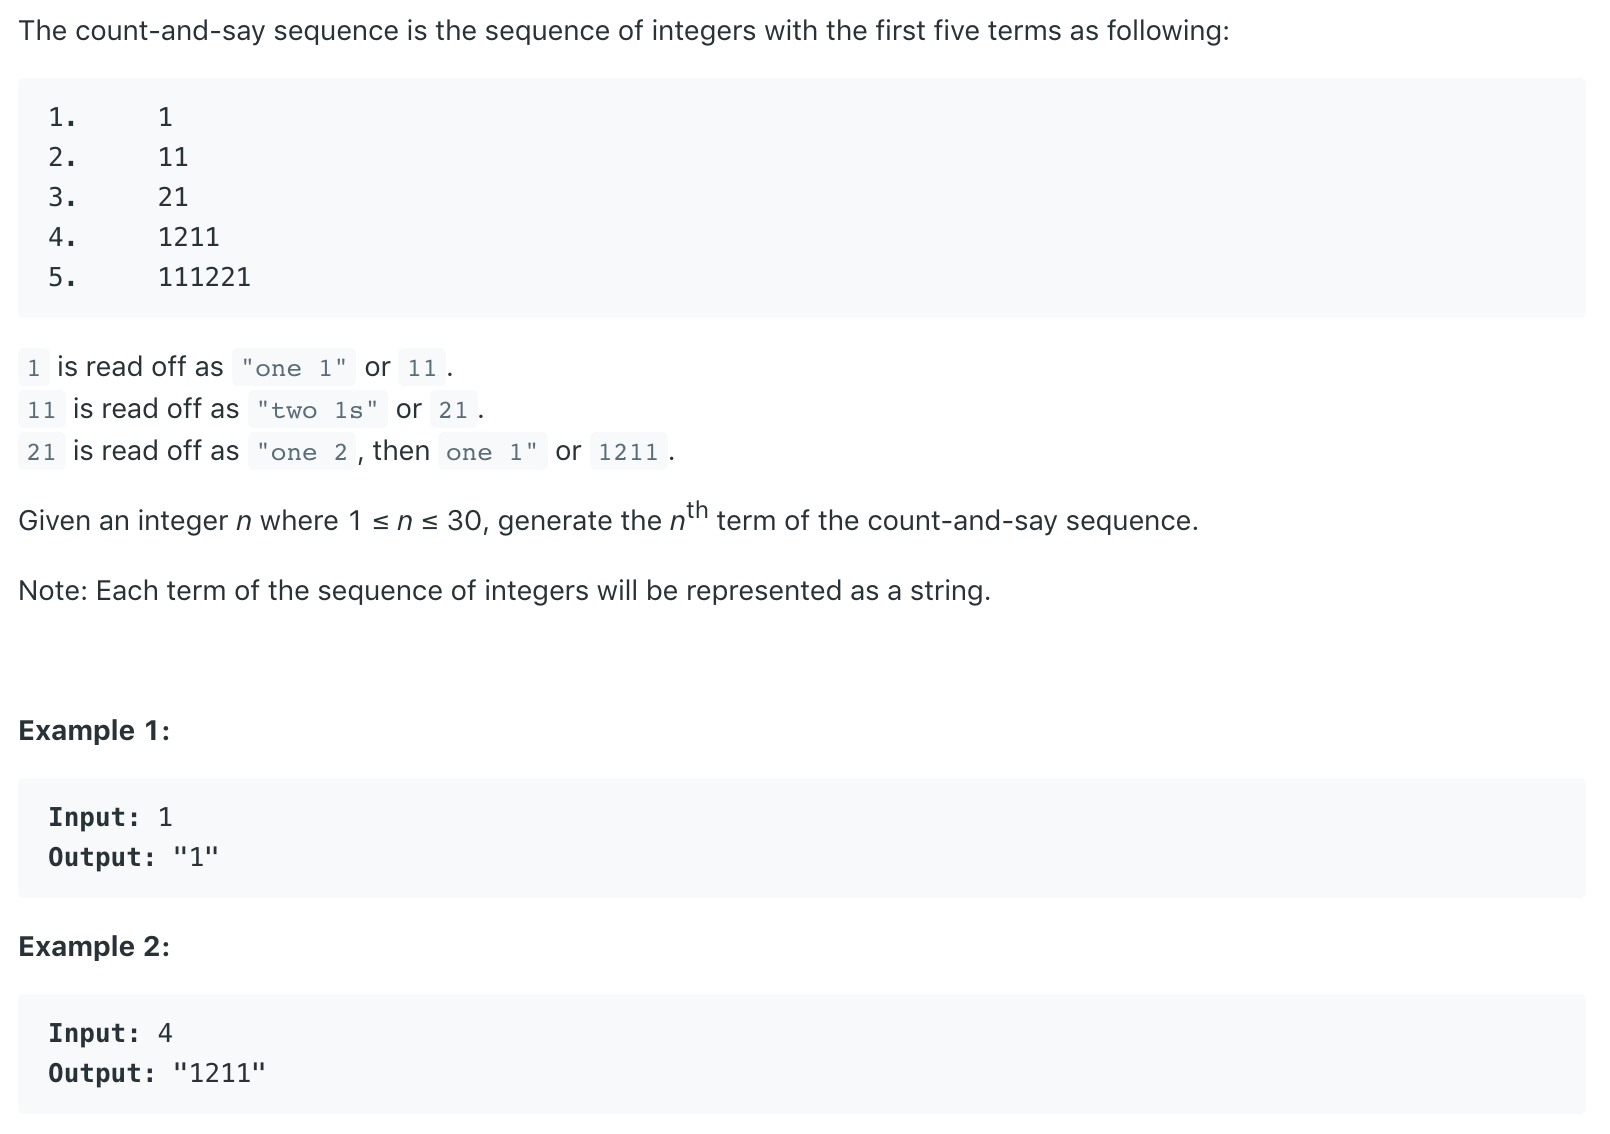 The count-and-say sequence is the sequence of integers with the first five terms as following:
1.     1
2.     11
3.     21
4.     1211
5.     111221
1 is read off as "one 1" or 11.
11 is read off as "two 1s" or 21.
21 is read off as "one 2, then one 1" or 1211.
Given an integer n where 1 ≤ n ≤ 30, generate the nth term of the count-and-say sequence.
Note: Each term of the sequence of integers will be represented as a string.
Example 1:
Input: 1
Output: "1"
Example 2:
Input: 4
Output: "1211"